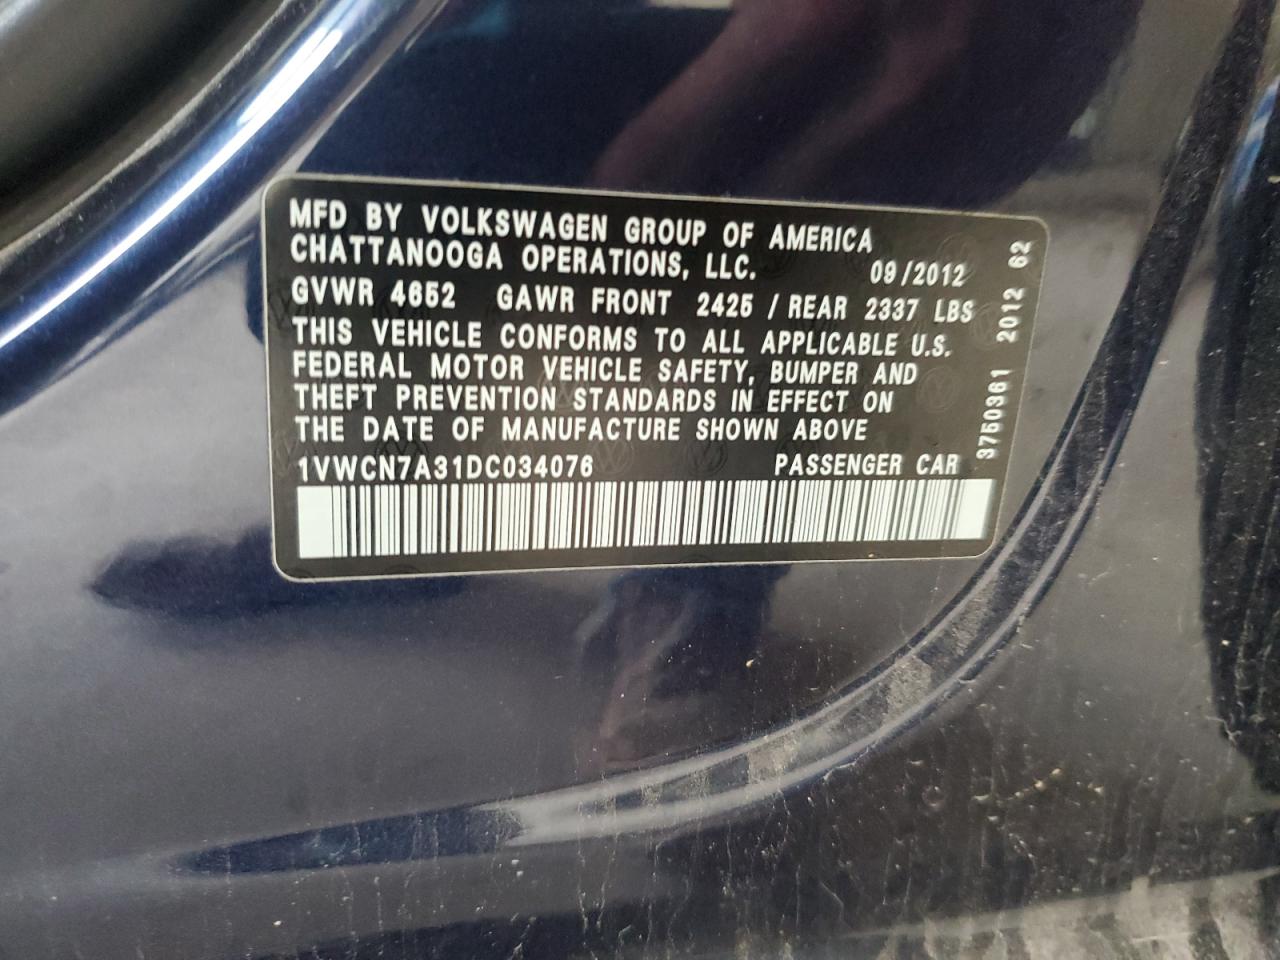 MFD BY VOLKSWAGEN GROUP OF AMERICA
CHATTANOOGA OPERATIONS, LLC. 09/2012
GVWR 4652 GAWR FRONT 2425 / REAR 2337 LBS
THIS VEHICLE CONFORMS TO ALL APPLICABLE U.S.
FEDERAL MOTOR VEHICLE SAFETY, BUMPER AND
THEFT PREVENTION STANDARDS IN EFFECT ON
THE DATE OF MANUFACTURE SHOWN ABOVE
1VWCN7A31DC034076 PASSENGER CAR
3750361 2012 62